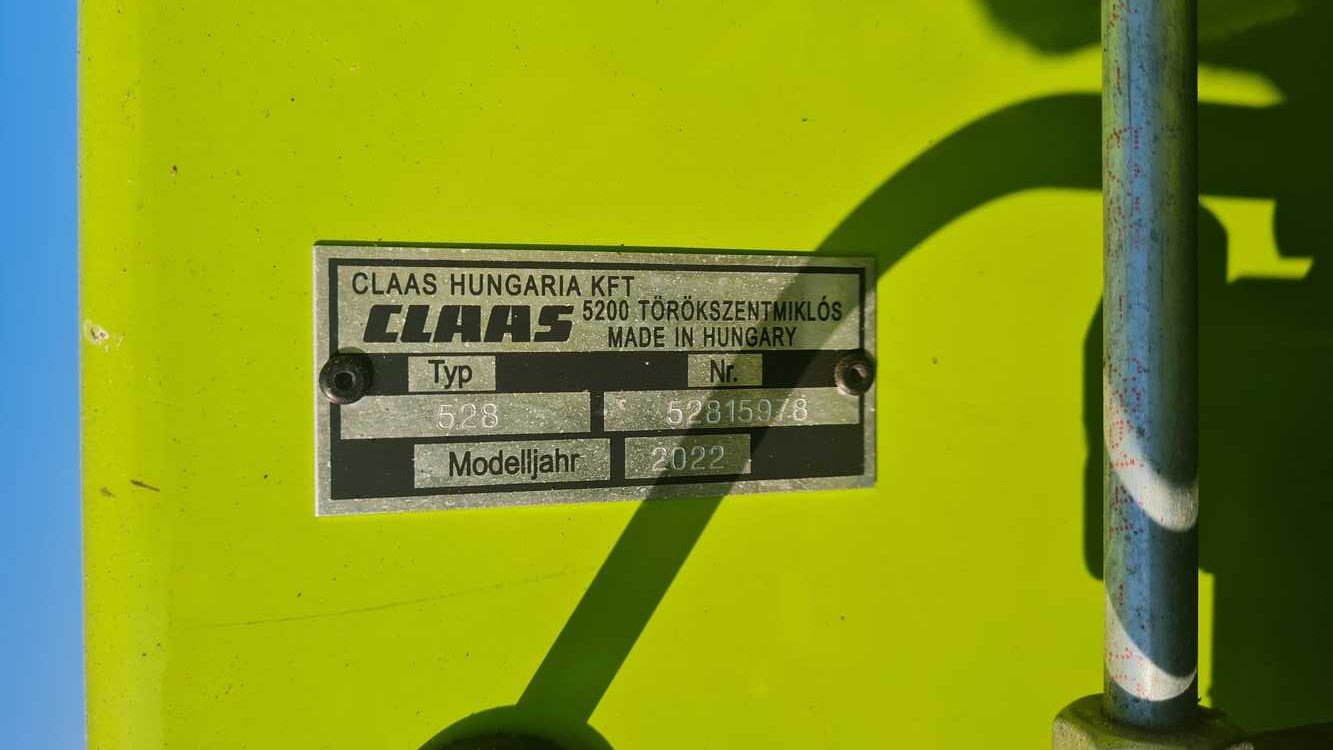 CLAAS HUNGARIA KFT
CLAAS 5200 TÖRÖKSZENTMIKLÓS
MADE IN HUNGARY
Typ Nr.
528 52815978
Modelljahr 2022